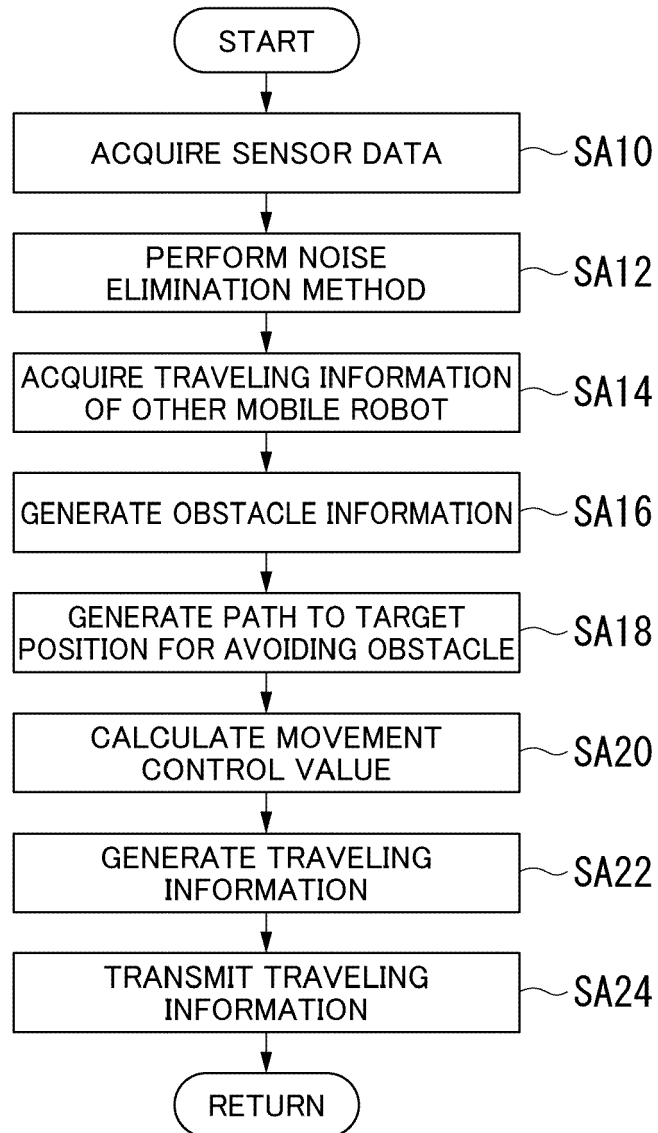 START
ACQUIRE SENSOR DATA
SA10
PERFORM NOISE
ELIMINATION METHOD
SA12
ACQUIRE TRAVELING INFORMATION
OF OTHER MOBILE ROBOT
SA14
GENERATE OBSTACLE INFORMATION
SA16
GENERATE PATH TO TARGET
POSITION FOR AVOIDING OBSTACLE
SA18
CALCULATE MOVEMENT
CONTROL VALUE
SA20
GENERATE TRAVELING
INFORMATION
SA22
TRANSMIT TRAVELING
INFORMATION
SA24
RETURN